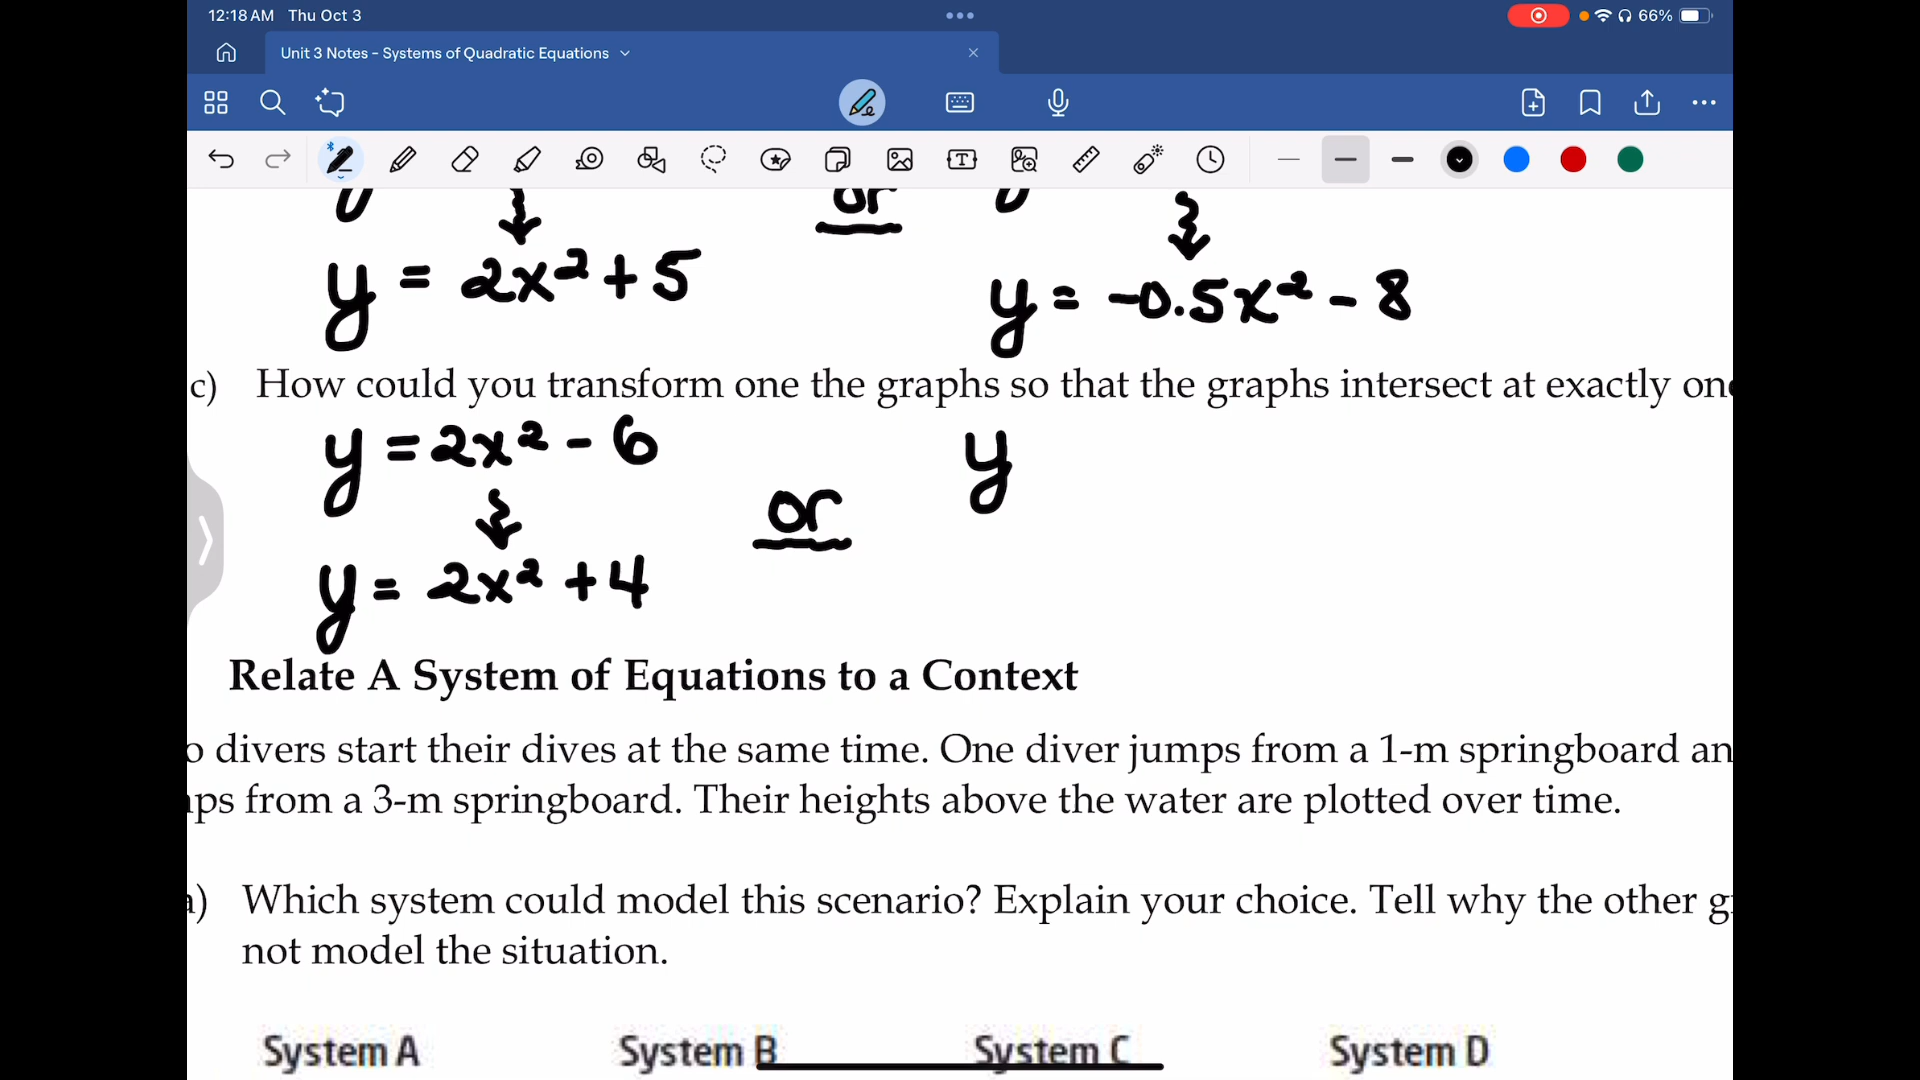 12:18 AM Thu Oct 3
66%
Unit 3 Notes - Systems of Quadratic Equations
or
y = 2x² + 5
y = -0.5x² - 8
c) How could you transform one the graphs so that the graphs intersect at exactly
y = 2x² - 6
y
or
y = 2x² + 4
Relate A System of Equations to a Context
divers start their dives at the same time. One diver jumps from a 1-m springboard
from a 3-m springboard. Their heights above the water are plotted over time.
Which system could model this scenario? Explain your choice. Tell why the other
not model the situation.
System A System B System C System D